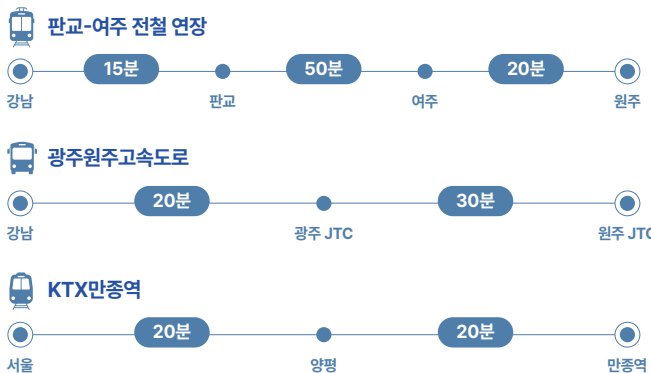 판교-여주 전철 연장
15분 50분 20분
강남 판교 여주 원주
광주원주고속도로
20분 30분
강남 광주 JTC 원주 JTC
KTX만종역
20분 20분
서울 양평 만종역